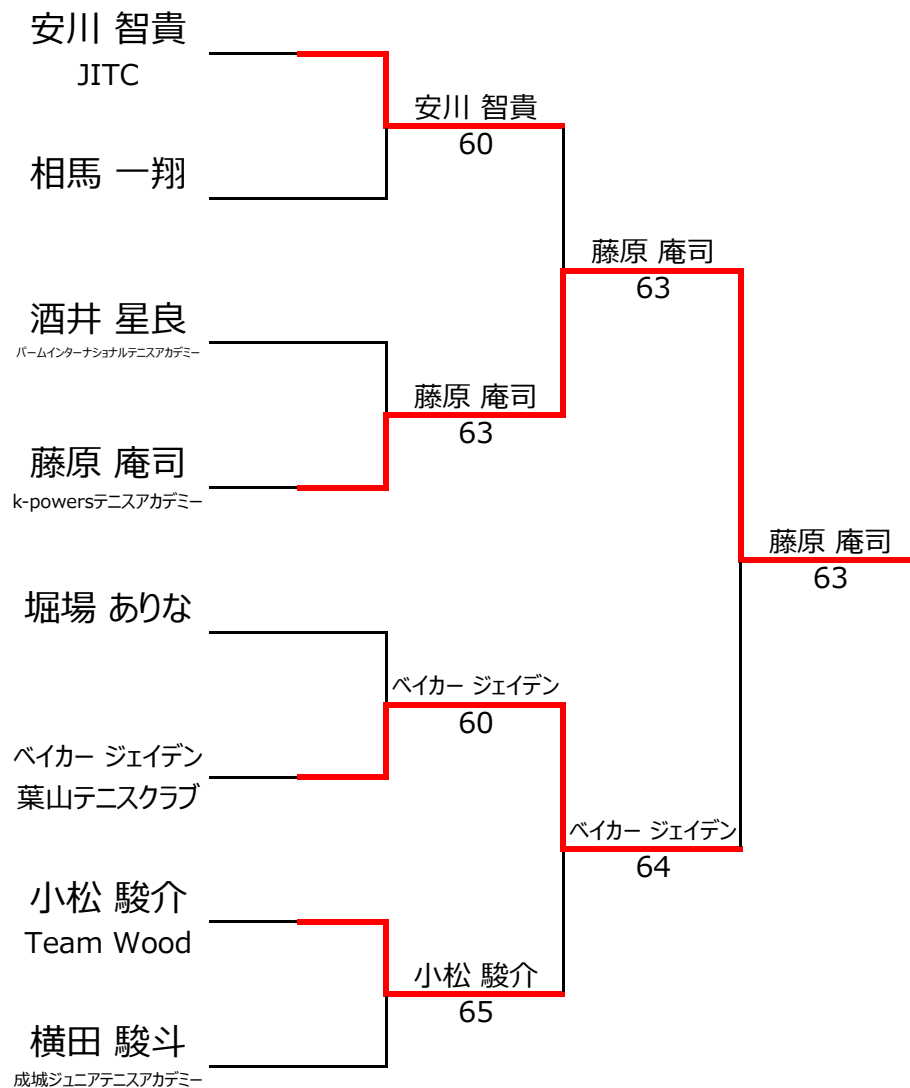 安川 智貴
JITC
相馬 一翔
酒井 星良
パームインターナショナルテニスアカデミー
藤原 庵司
k-powersテニスアカデミー
堀場 ありな
ベイカー ジェイデン
葉山テニスクラブ
小松 駿介
Team Wood
横田 駿斗
成城ジュニアテニスアカデミー
安川 智貴
60
藤原 庵司
63
ベイカー ジェイデン
60
小松 駿介
65
藤原 庵司
63
ベイカー ジェイデン
64
藤原 庵司
63